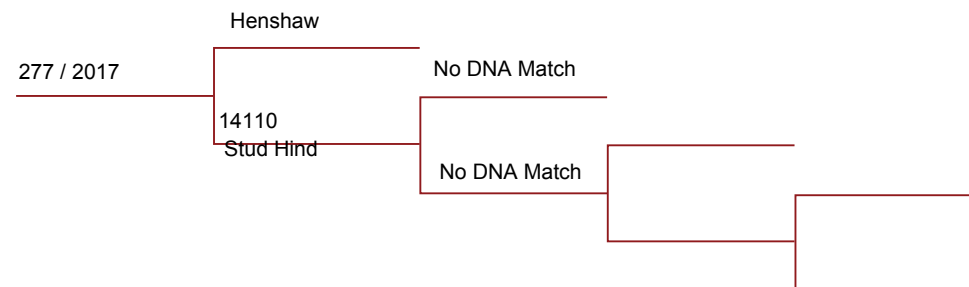 Henshaw
277 / 2017
No DNA Match
14110
Stud Hind
No DNA Match